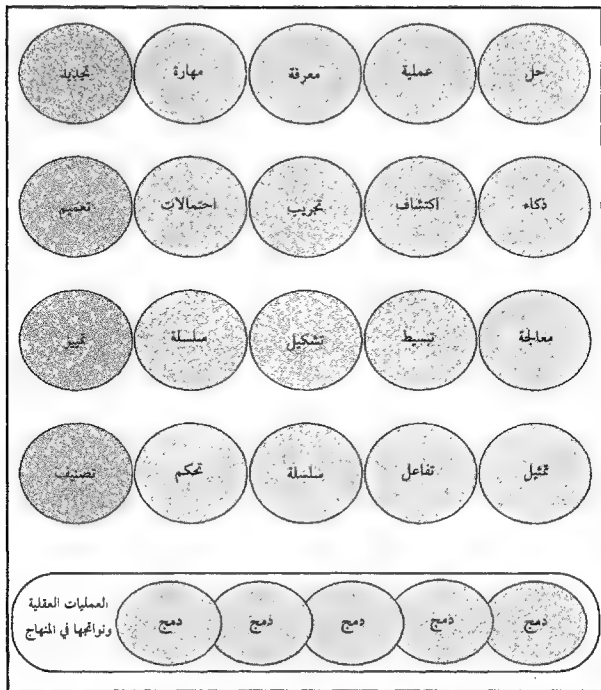 حل عملية معرفة مهارة تجديد
ذكاء اكتشاف تجريب احتمالات تعميم
معالجة تبسيط تشكيل سلسلة تمييز
تمثيل تفاعل سلسلة تحكم تصنيف
دمج دمج دمج دمج دمج
العمليات العقلية
ونواتجها في المنهاج